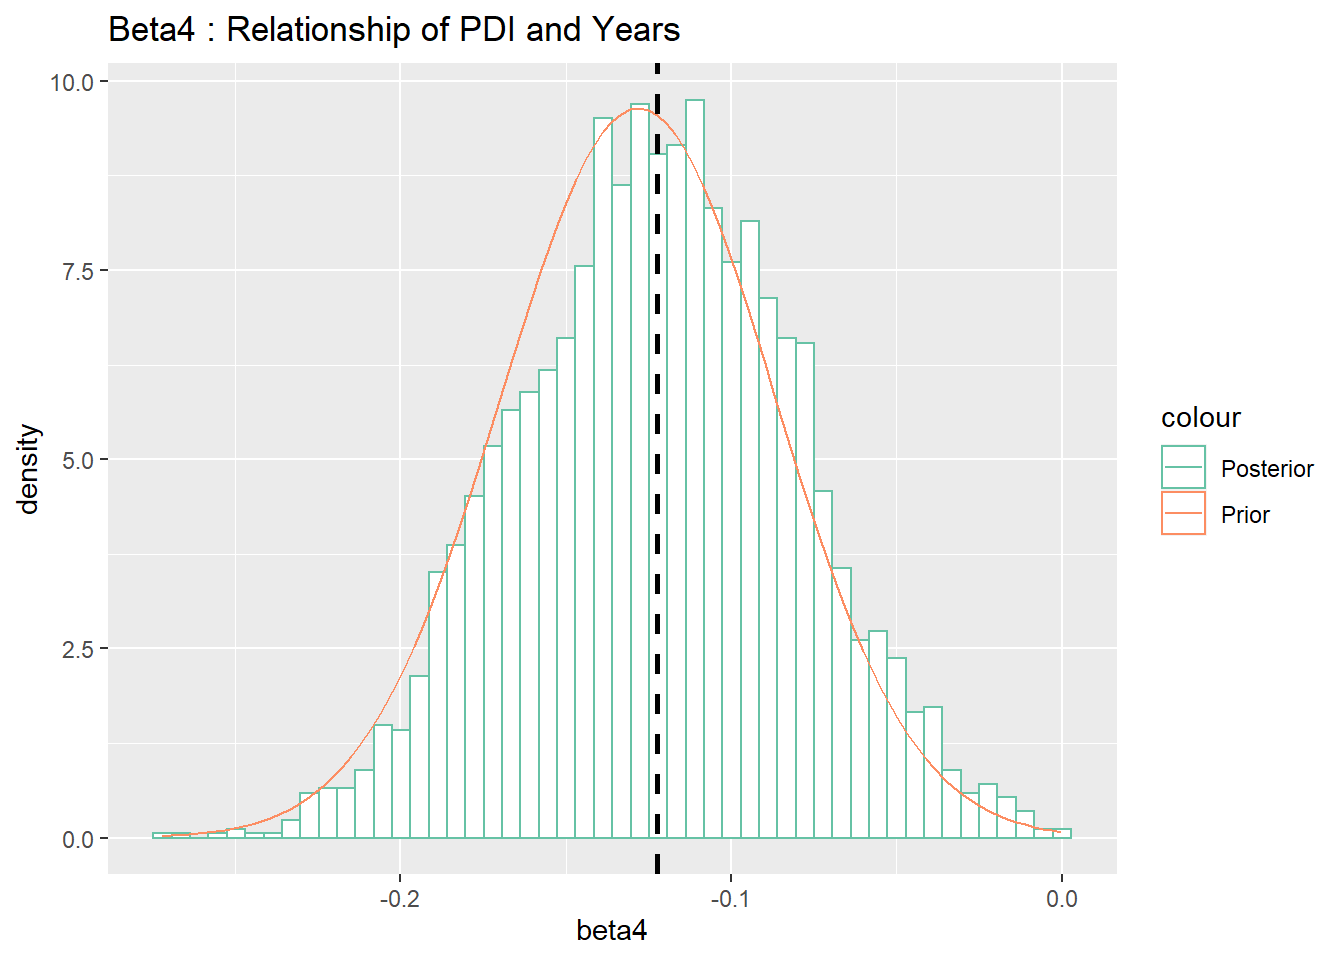 Beta4 : Relationship of PDI and Years
10.0
7.5
5.0
2.5
0.0
density
-0.2
-0.1
0.0
beta4
colour
Posterior
Prior